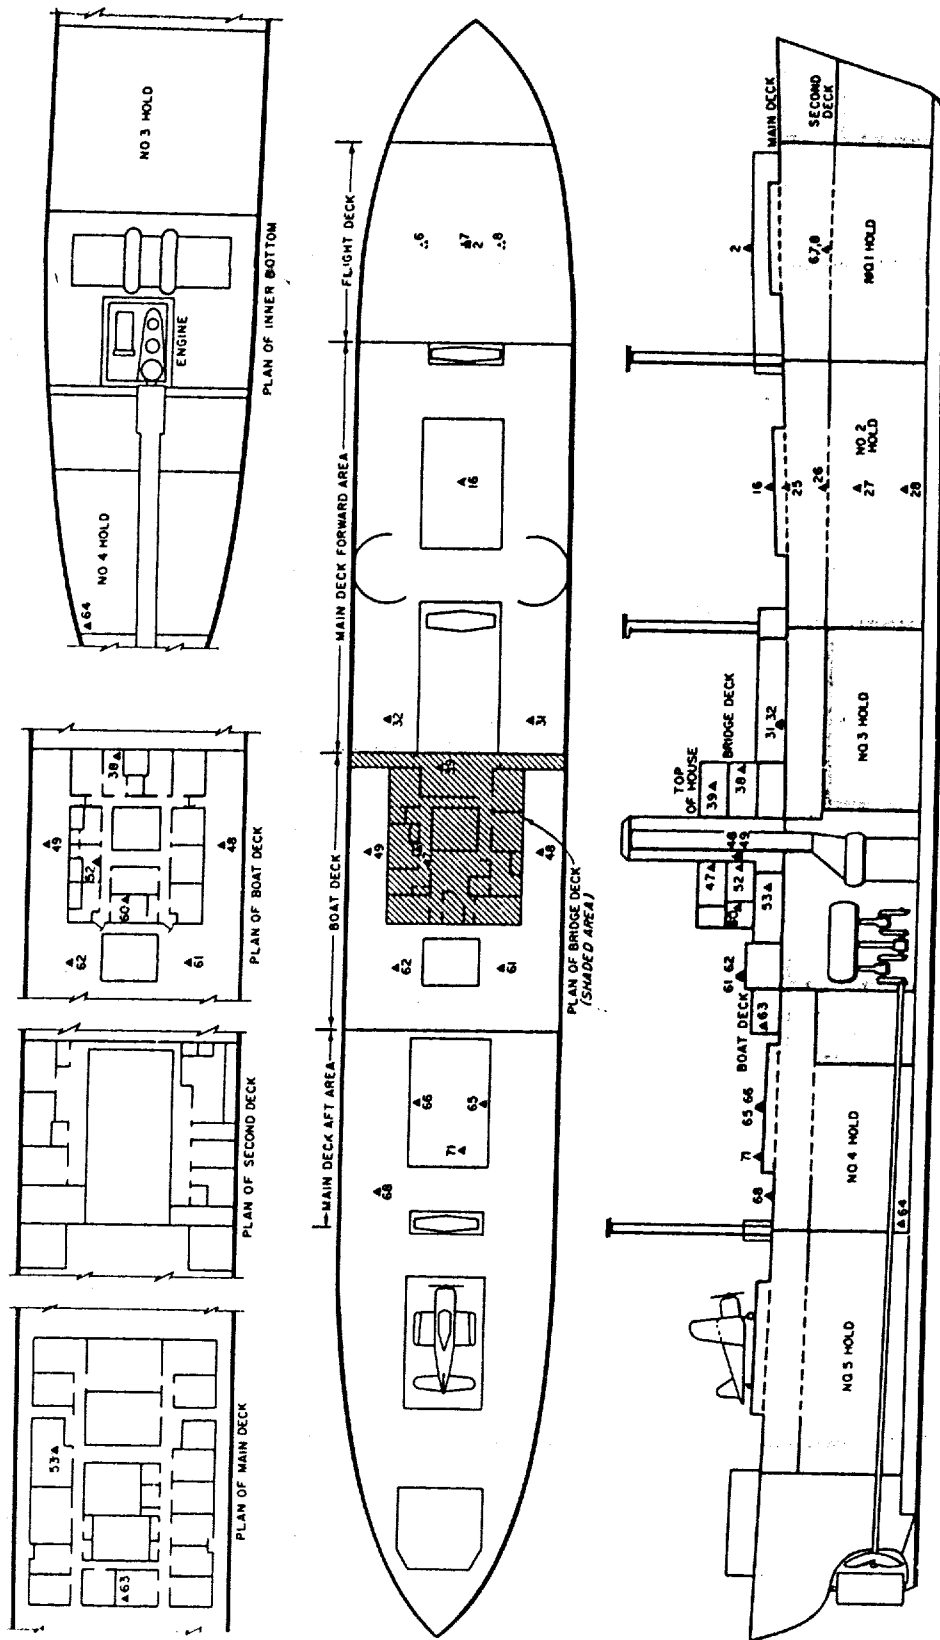 NO 3 HOLD
ENGINE
NO 4 HOLD
64
PLAN OF INNER BOTTOM
38
49
52
48
60
62
61
PLAN OF BOAT DECK
PLAN OF SECOND DECK
53
63
PLAN OF MAIN DECK
FLIGHT DECK
6
7
2
8
MAIN DECK FORWARD AREA
16
32
31
BOAT DECK
39
49
47
48
62
61
PLAN OF BRIDGE DECK
(SHADED AREA)
MAIN DECK AFT AREA
66
65
71
68
MAIN DECK
SECOND
DECK
2
6,7,8
NO.1 HOLD
16
25
26
NO 2
HOLD
27
28
31 32
NO 3 HOLD
BRIDGE DECK
TOP
OF HOUSE
39
38
48
49
47
52
60
53
61 62
63
BOAT DECK
65 66
71
68
NO.4 HOLD
64
NO.5 HOLD